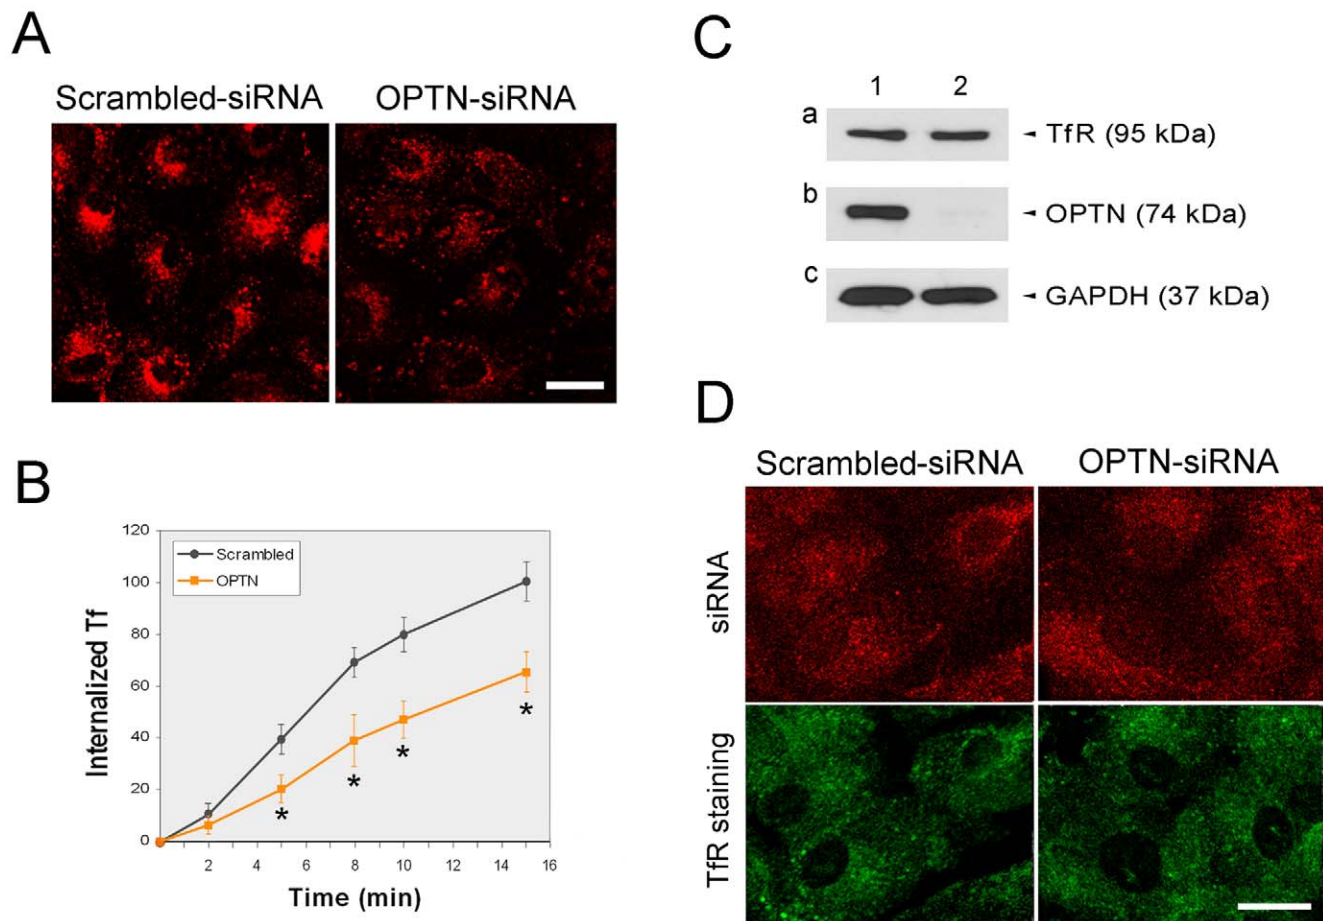 A
Scrambled-siRNA OPTN-siRNA
B
120
100
80
60
40
20
0
Internalized Tf
Scrambled
OPTN
*
*
*
*
2 4 6 8 10 12 14 16
Time (min)
C
1 2
a
TfR (95 kDa)
b
OPTN (74 kDa)
c
GAPDH (37 kDa)
D
Scrambled-siRNA OPTN-siRNA
siRNA
TfR staining